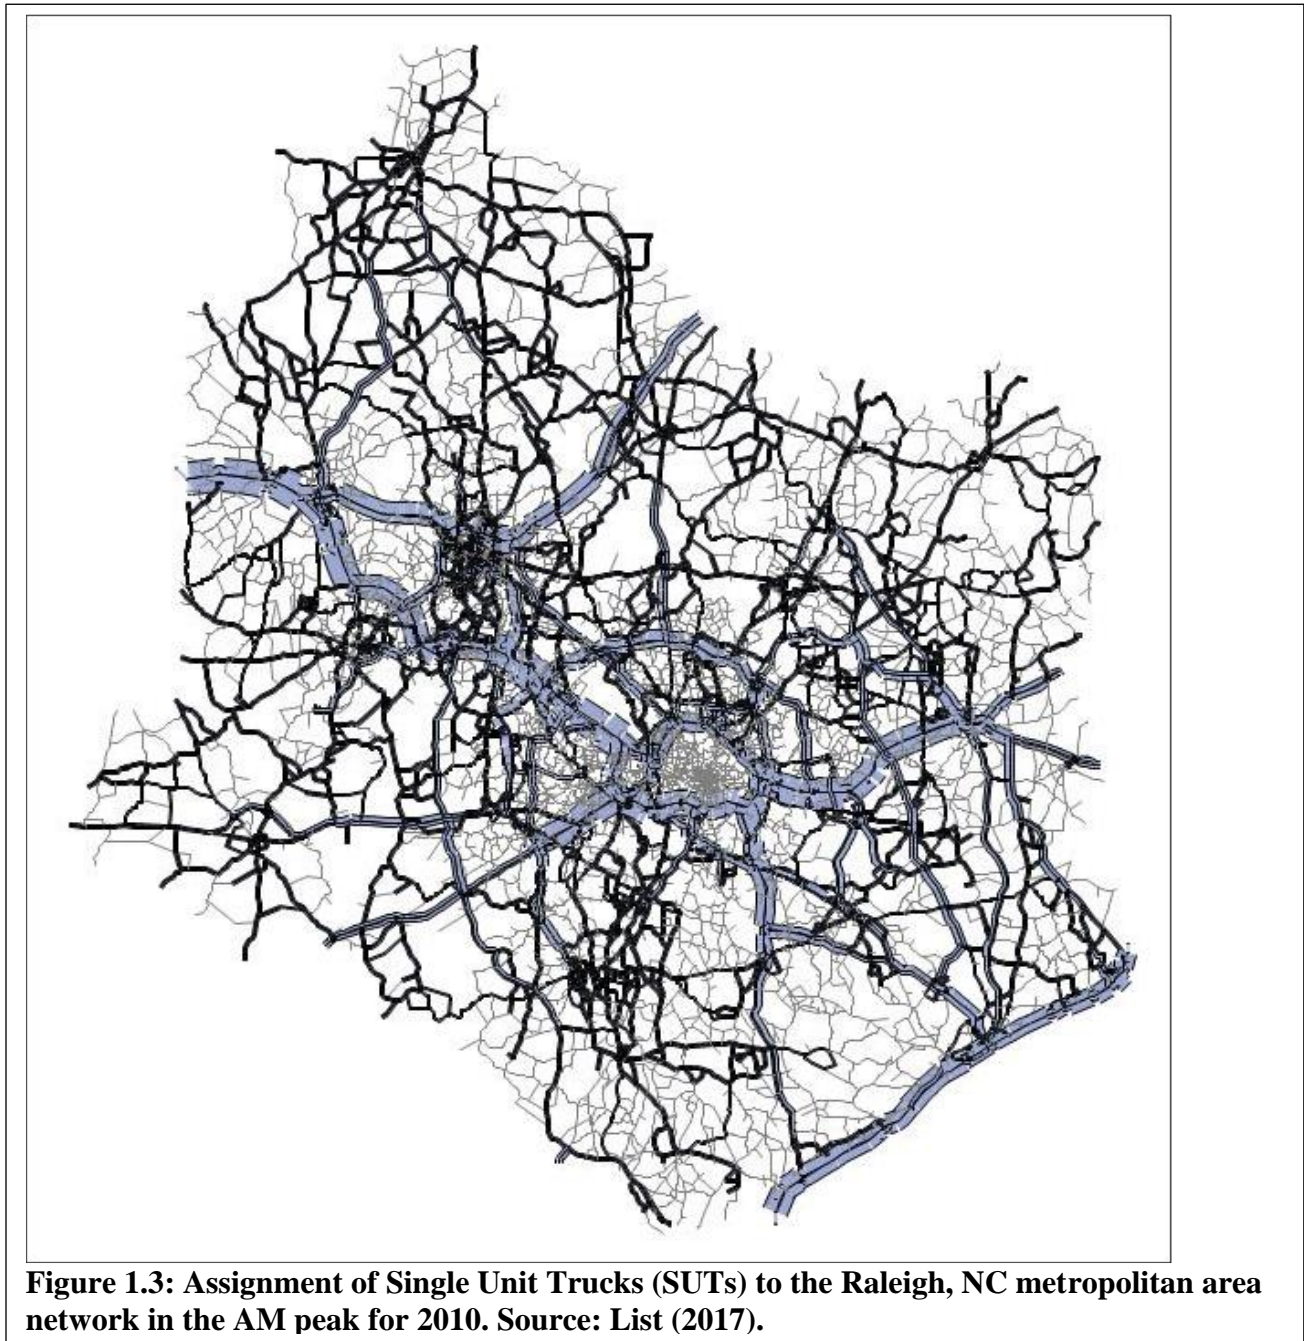 Figure 1.3: Assignment of Single Unit Trucks (SUTs) to the Raleigh, NC metropolitan area
network in the AM peak for 2010. Source: List (2017).